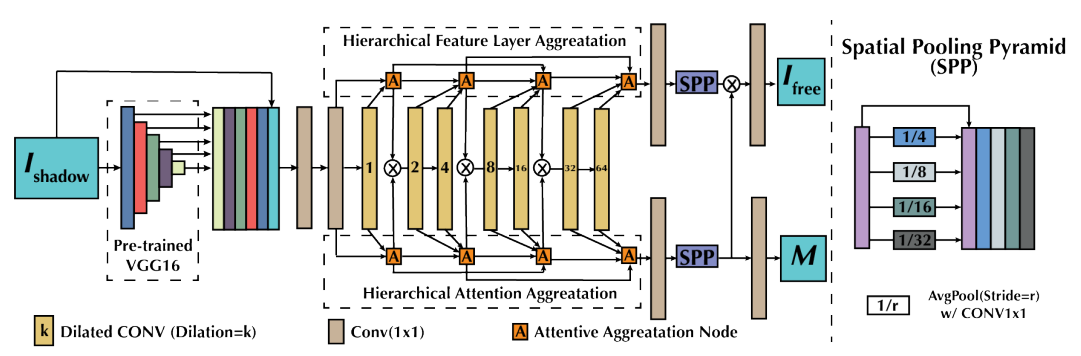 Hierarchical Feature Layer Aggreatation)
A
A
A
A
SPP
I free
Spatial Pooling Pyramid
(SPP)
I shadow
Pre-trained
VGG16
1
2
4
8
16
32
64
1/4
1/8
1/16
1/32
A
A
A
A
SPP
M
Hierarchical Attention Aggreatation)
k Dilated CONV (Dilation=k)
Conv(1x1)
A Attentive Aggreatation Node
1/r
AvgPool(Stride=r)
w/ CONV1x1